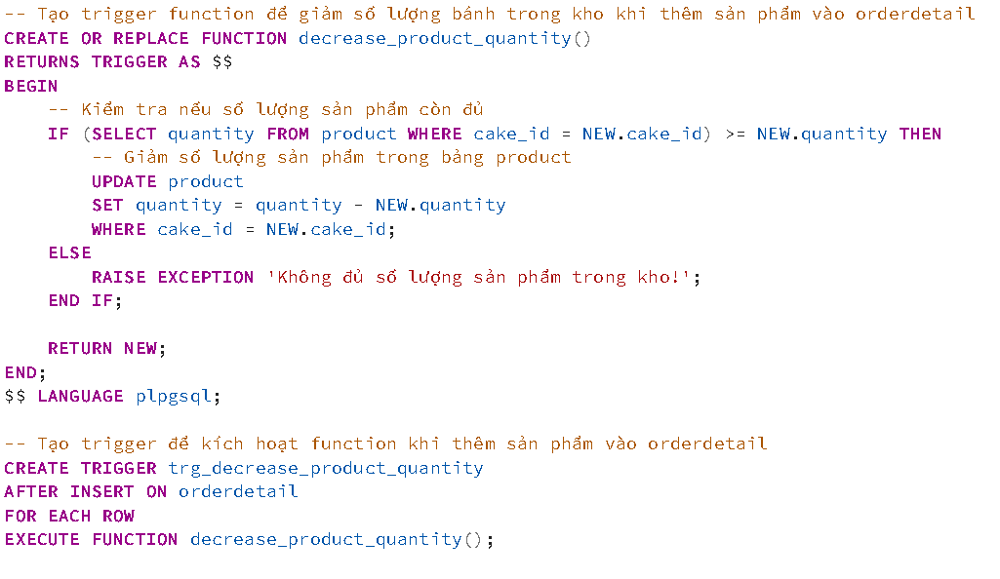 -- Tạo trigger function để giảm số lượng bánh trong kho khi thêm sản phẩm vào orderdetail
CREATE OR REPLACE FUNCTION decrease_product_quantity()
RETURNS TRIGGER AS $$
BEGIN
    -- Kiểm tra nếu số lượng sản phẩm còn đủ
    IF (SELECT quantity FROM product WHERE cake_id = NEW.cake_id) >= NEW.quantity THEN
        -- Giảm số lượng sản phẩm trong bảng product
        UPDATE product
        SET quantity = quantity - NEW.quantity
        WHERE cake_id = NEW.cake_id;
    ELSE
        RAISE EXCEPTION 'Không đủ số lượng sản phẩm trong kho!';
    END IF;

    RETURN NEW;
END;
$$ LANGUAGE plpgsql;

-- Tạo trigger để kích hoạt function khi thêm sản phẩm vào orderdetail
CREATE TRIGGER trg_decrease_product_quantity
AFTER INSERT ON orderdetail
FOR EACH ROW
EXECUTE FUNCTION decrease_product_quantity();